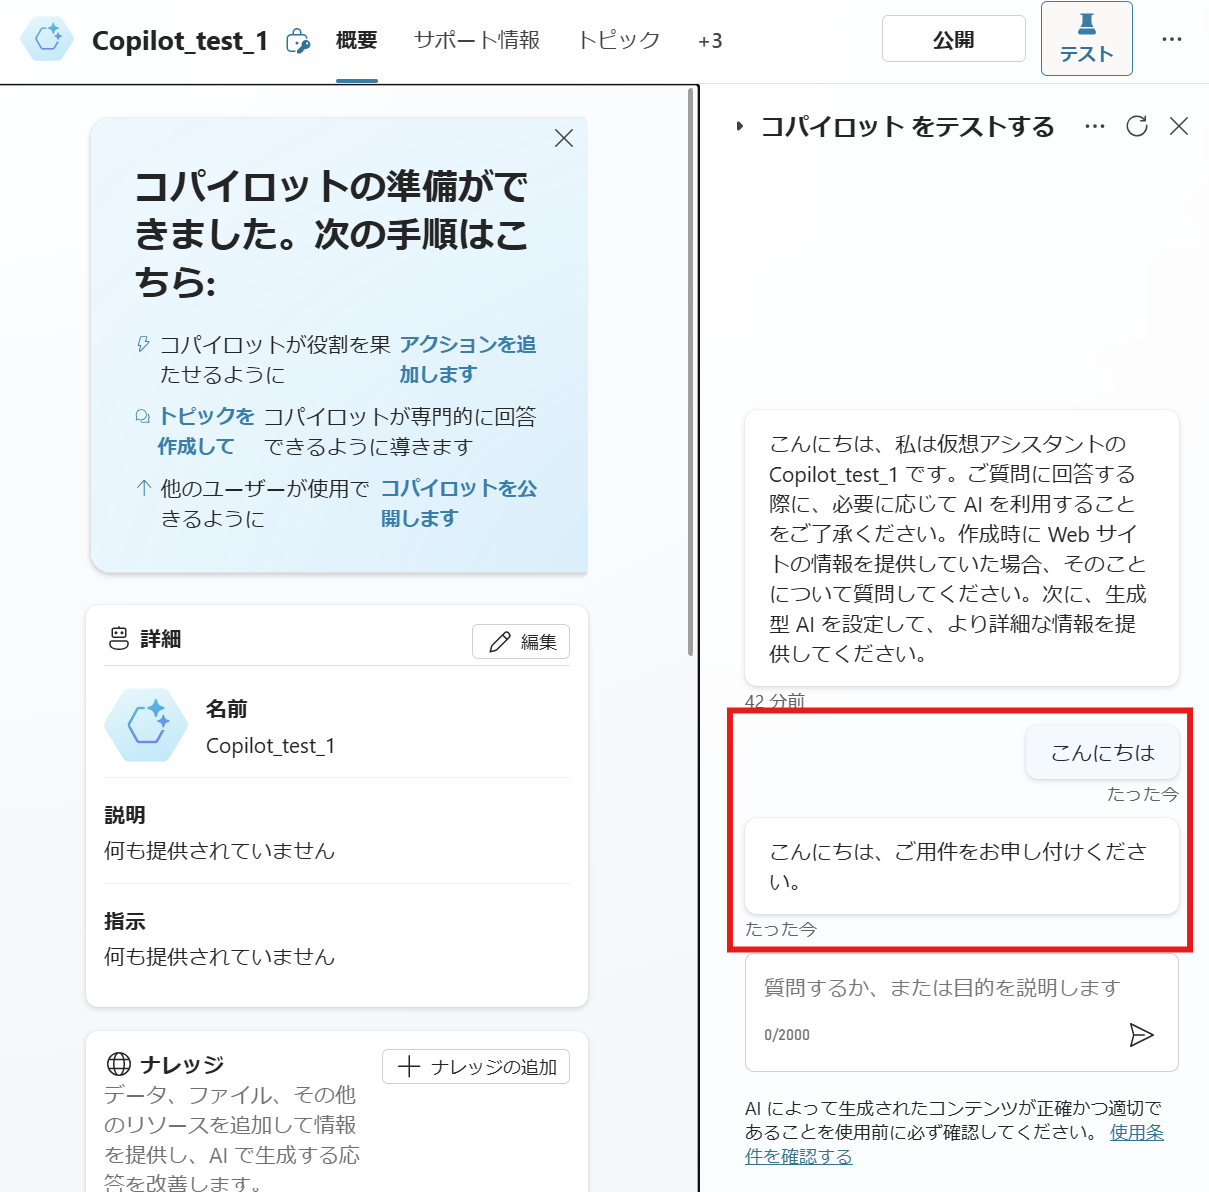 Copilot_test_1
概要
サポート情報
トピック
+3
公開
テスト
コパイロットの準備がで
きました。次の手順はこ
ちら:
コパイロットが役割を果 アクションを追
たせるように 加します
トピックを コパイロットが専門的に回答
作成して できるように導きます
他のユーザーが使用で コパイロットを公
きるように 開します
詳細
編集
名前
Copilot_test_1
説明
何も提供されていません
指示
何も提供されていません
ナレッジ
ナレッジの追加
データ、ファイル、その他
のリソースを追加して情報
を提供し、AI で生成する応
答を改善します。
コパイロット をテストする
こんにちは、私は仮想アシスタントの
Copilot_test_1 です。ご質問に回答する
際に、必要に応じて AI を利用すること
をご了承ください。作成時に Web サイ
トの情報を提供していた場合、そのこと
について質問してください。次に、生成
型 AI を設定して、より詳細な情報を提
供してください。
42 分前
こんにちは
たった今
こんにちは、ご用件をお申し付けくださ
い。
たった今
質問するか、または目的を説明します
0/2000
AI によって生成されたコンテンツが正確かつ適切で
あることを使用前に必ず確認してください。 使用条
件を確認する